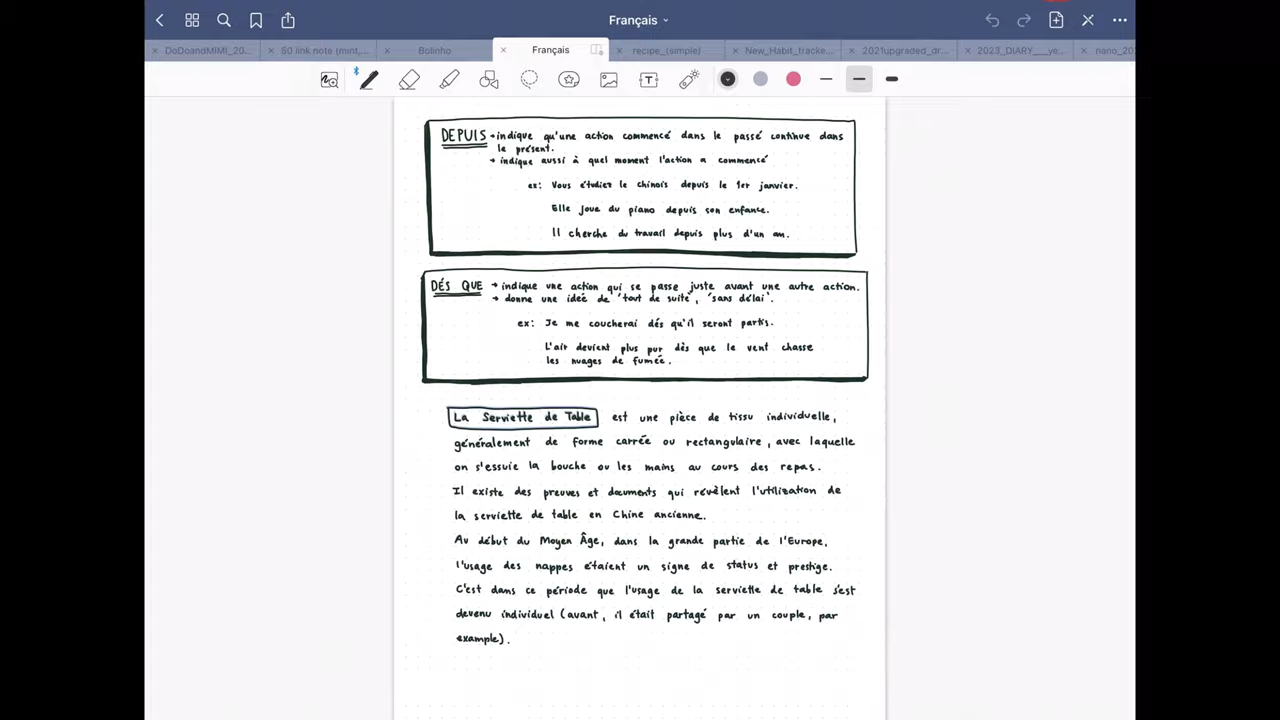 Français
DoDoandMIMI_20...
50 link note (mint,...
Bolinho
Français
recipe_(simple)
New_Habit_tracke...
2021upgraded_dr...
2023_DIARY___ye...
nano_202
DEPUIS → indique qu'une action commencé dans le passé continue dans
le présent.
→ indique aussi à quel moment l'action a commencé
ex: Vous étudiez le chinois depuis le 1er janvier.
Elle joue du piano depuis son enfance.
Il cherche du travail depuis plus d'un an.
DÉS QUE → indique une action qui se passe juste avant une autre action.
→ donne une ideé de 'tout de suite', 'sans délai'.
ex: Je me coucherai dés qu'il seront partis.
L'air devient plus pur dès que le vent chasse
les nuages de fumée.
La Serviette de Table est une pièce de tissu individuelle,
généralement de forme carrée ou rectangulaire, avec laquelle
on s'essuie la bouche ou les mains au cours des repas.
Il existe des preuves et documents qui révèlent l'utilization de
la serviette de table en Chine ancienne.
Au début du Moyen Âge, dans la grande partie de l'Europe,
l'usage des nappes étaient un signe de status et prestige.
C'est dans ce période que l'usage de la serviette de table s'est
devenu individuel (avant, il était partagé par un couple, par
example).